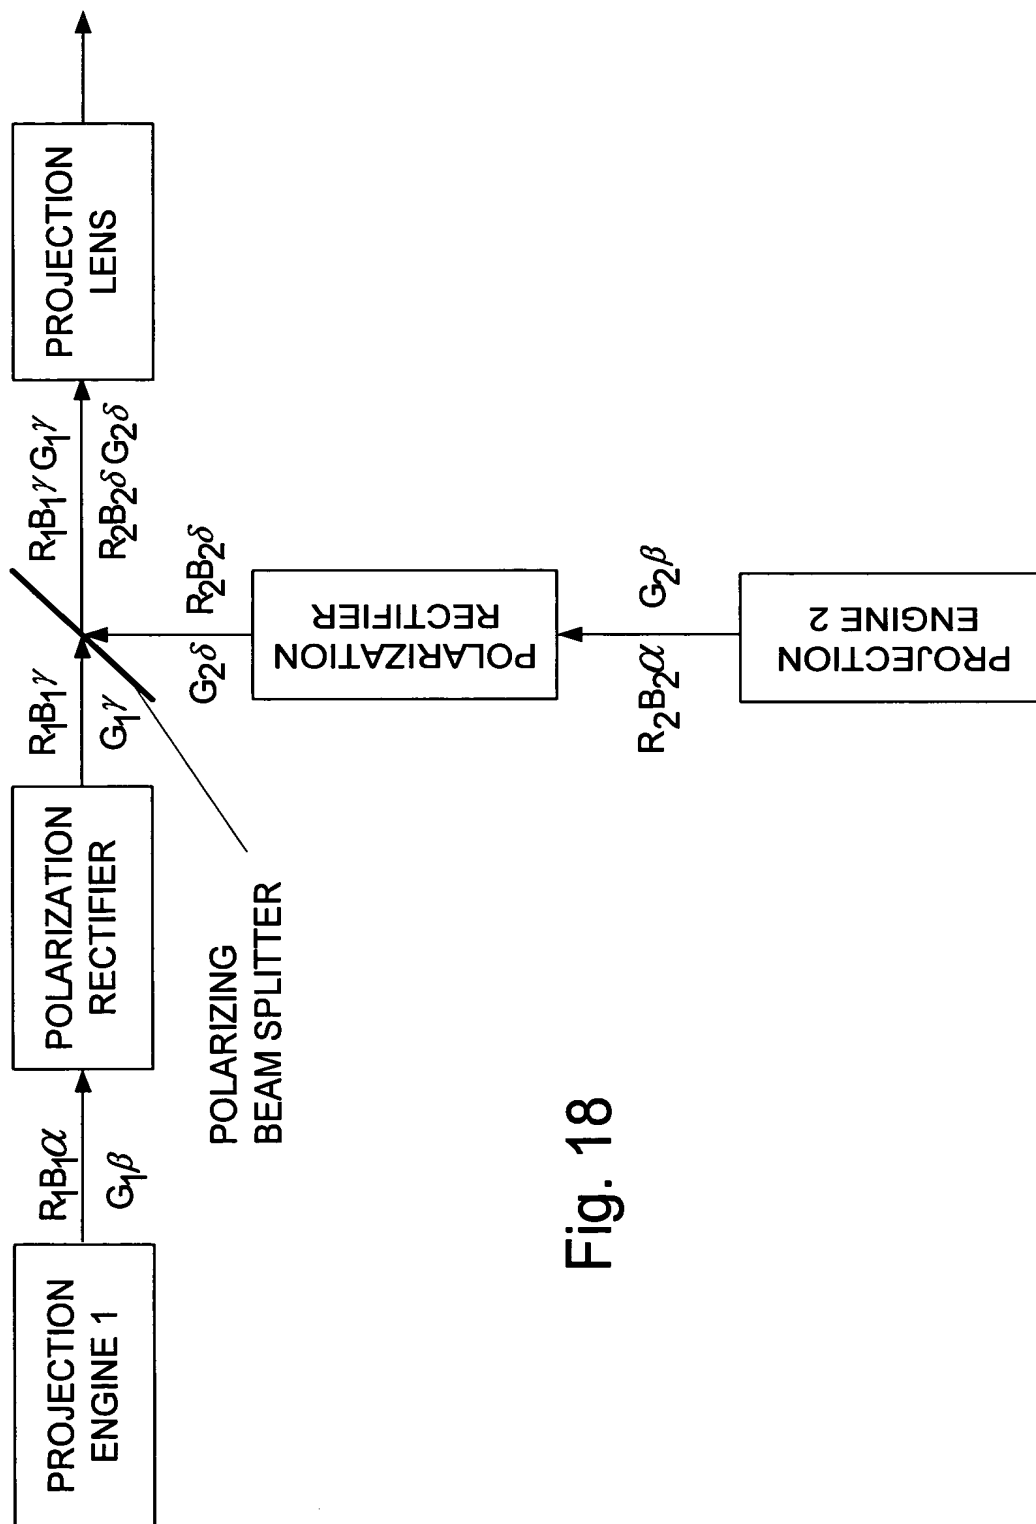 PROJECTION
ENGINE 1
R₁B₁α
G₁β
POLARIZATION
RECTIFIER
R₁B₁γ
G₁γ
R₁B₁γ G₁γ
R₂B₂δ G₂δ
PROJECTION
LENS
POLARIZING
BEAM SPLITTER
G₂δ
R₂B₂δ
POLARIZATION
RECTIFIER
R₂B₂α
G₂β
PROJECTION
ENGINE 2
Fig. 18